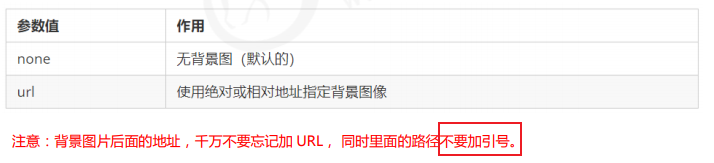 参数值 作用
none 无背景图（默认的）
url 使用绝对或相对地址指定背景图像
注意：背景图片后面的地址，千万不要忘记加 URL， 同时里面的路径不要加引号。